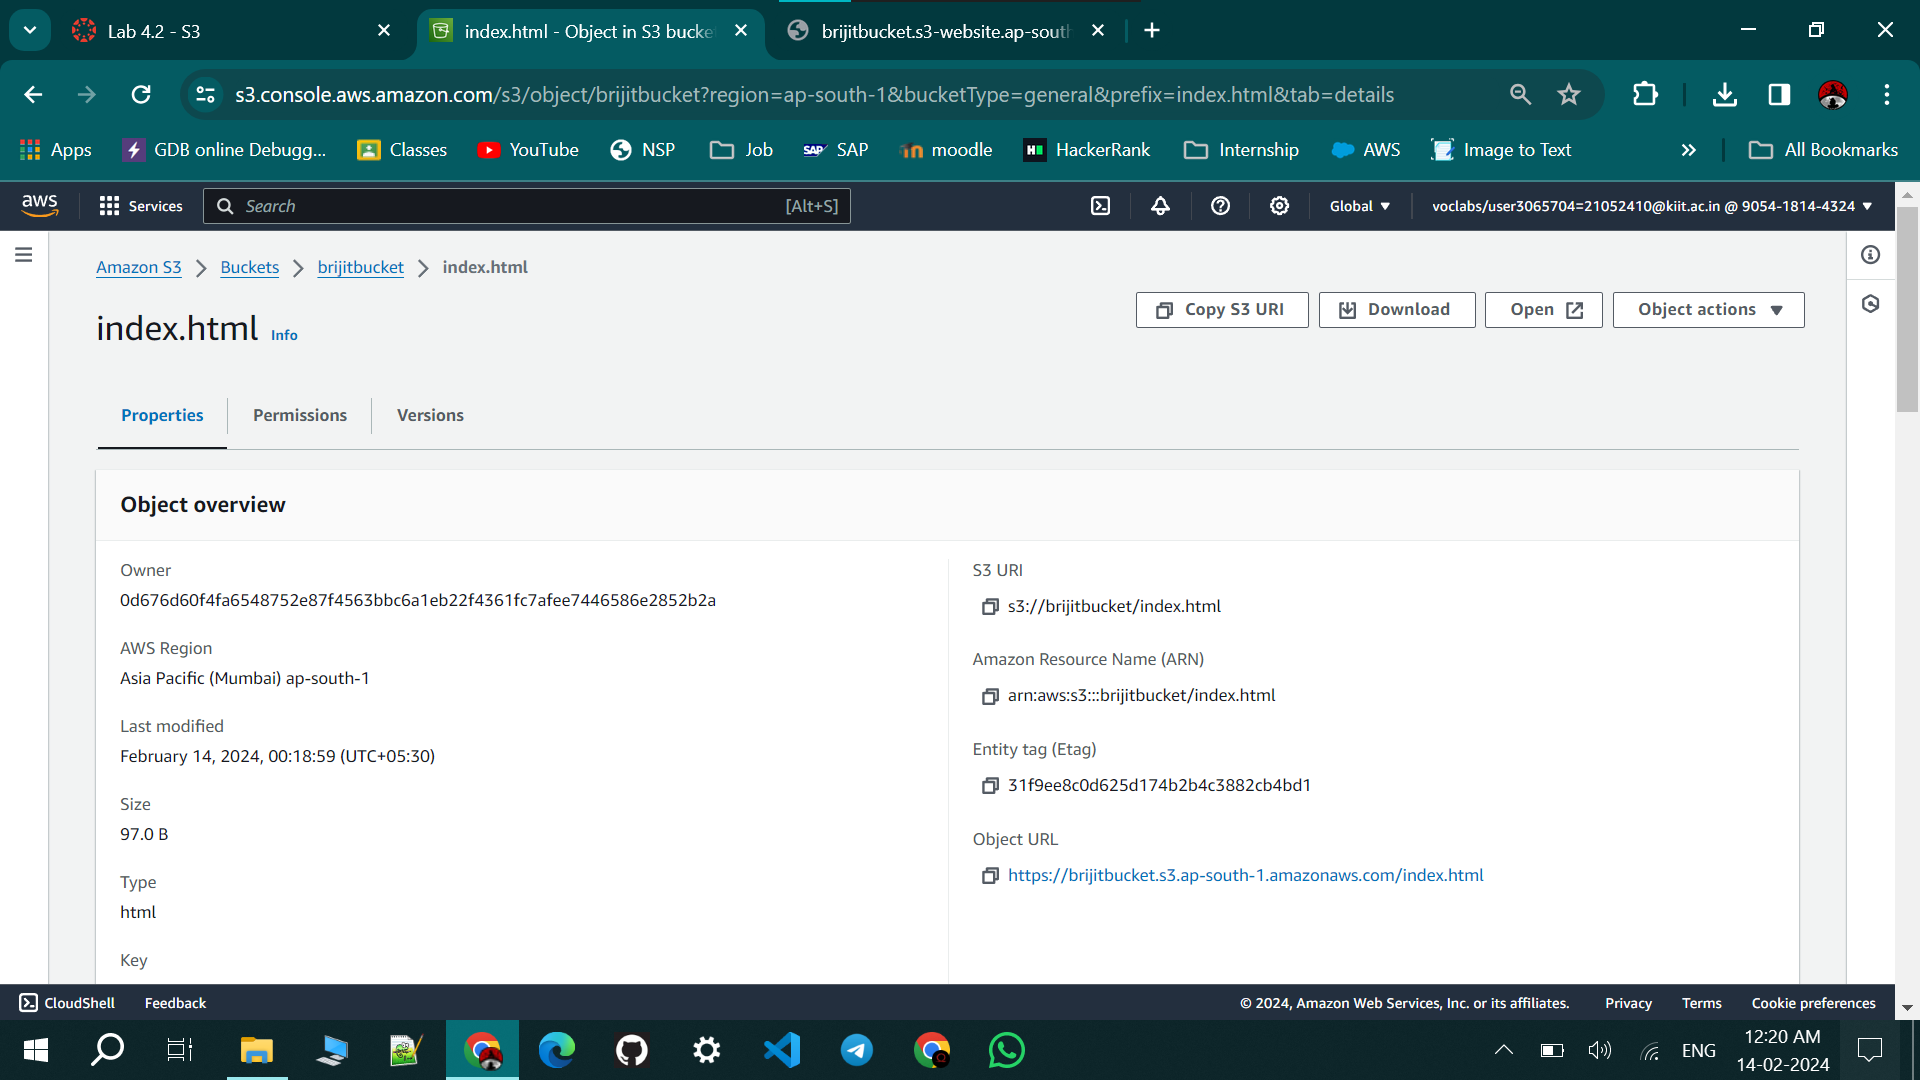 Lab 4.2 - S3
index.html - Object in S3 bucke
brijitbucket.s3-website.ap-south
s3.console.aws.amazon.com/s3/object/brijitbucket?region=ap-south-1&bucketType=general&prefix=index.html&tab=details
Apps
GDB online Debugg...
Classes
YouTube
NSP
Job
SAP SAP
moodle
HackerRank
Internship
AWS
Image to Text
All Bookmarks
aws
Services
Search
[Alt+S]
Global
voclabs/user3065704=21052410@kiit.ac.in @ 9054-1814-4324
Amazon S3
Buckets
brijitbucket
index.html
index.html Info
Copy S3 URI
Download
Open
Object actions
Properties
Permissions
Versions
Object overview
Owner
0d676d60f4fa6548752e87f4563bbc6a1eb22f4361fc7afee7446586e2852b2a
AWS Region
Asia Pacific (Mumbai) ap-south-1
Last modified
February 14, 2024, 00:18:59 (UTC+05:30)
Size
97.0 B
Type
html
Key
S3 URI
s3://brijitbucket/index.html
Amazon Resource Name (ARN)
arn:aws:s3:::brijitbucket/index.html
Entity tag (Etag)
31f9ee8c0d625d174b2b4c3882cb4bd1
Object URL
https://brijitbucket.s3.ap-south-1.amazonaws.com/index.html
CloudShell
Feedback
© 2024, Amazon Web Services, Inc. or its affiliates.
Privacy
Terms
Cookie preferences
ENG
12:20 AM
14-02-2024